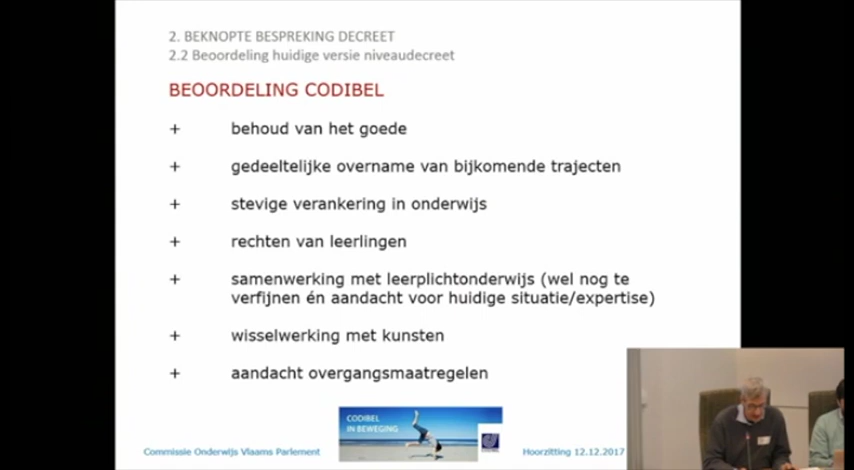 2. BEKNOPTE BESPREKING DECREET
2.2 Beoordeling huidige versie niveaudecreet
BEOORDELING CODIBEL
+ behoud van het goede
+ gedeeltelijke overname van bijkomende trajecten
+ stevige verankering in onderwijs
+ rechten van leerlingen
+ samenwerking met leerplichtonderwijs (wel nog te
verfijnen én aandacht voor huidige situatie/expertise)
+ wisselwerking met kunsten
+ aandacht overgangsmaatregelen
CODIBEL
IN BEWEGING
Commissie Onderwijs Vlaams Parlement
Hoorzitting 12.12.2017